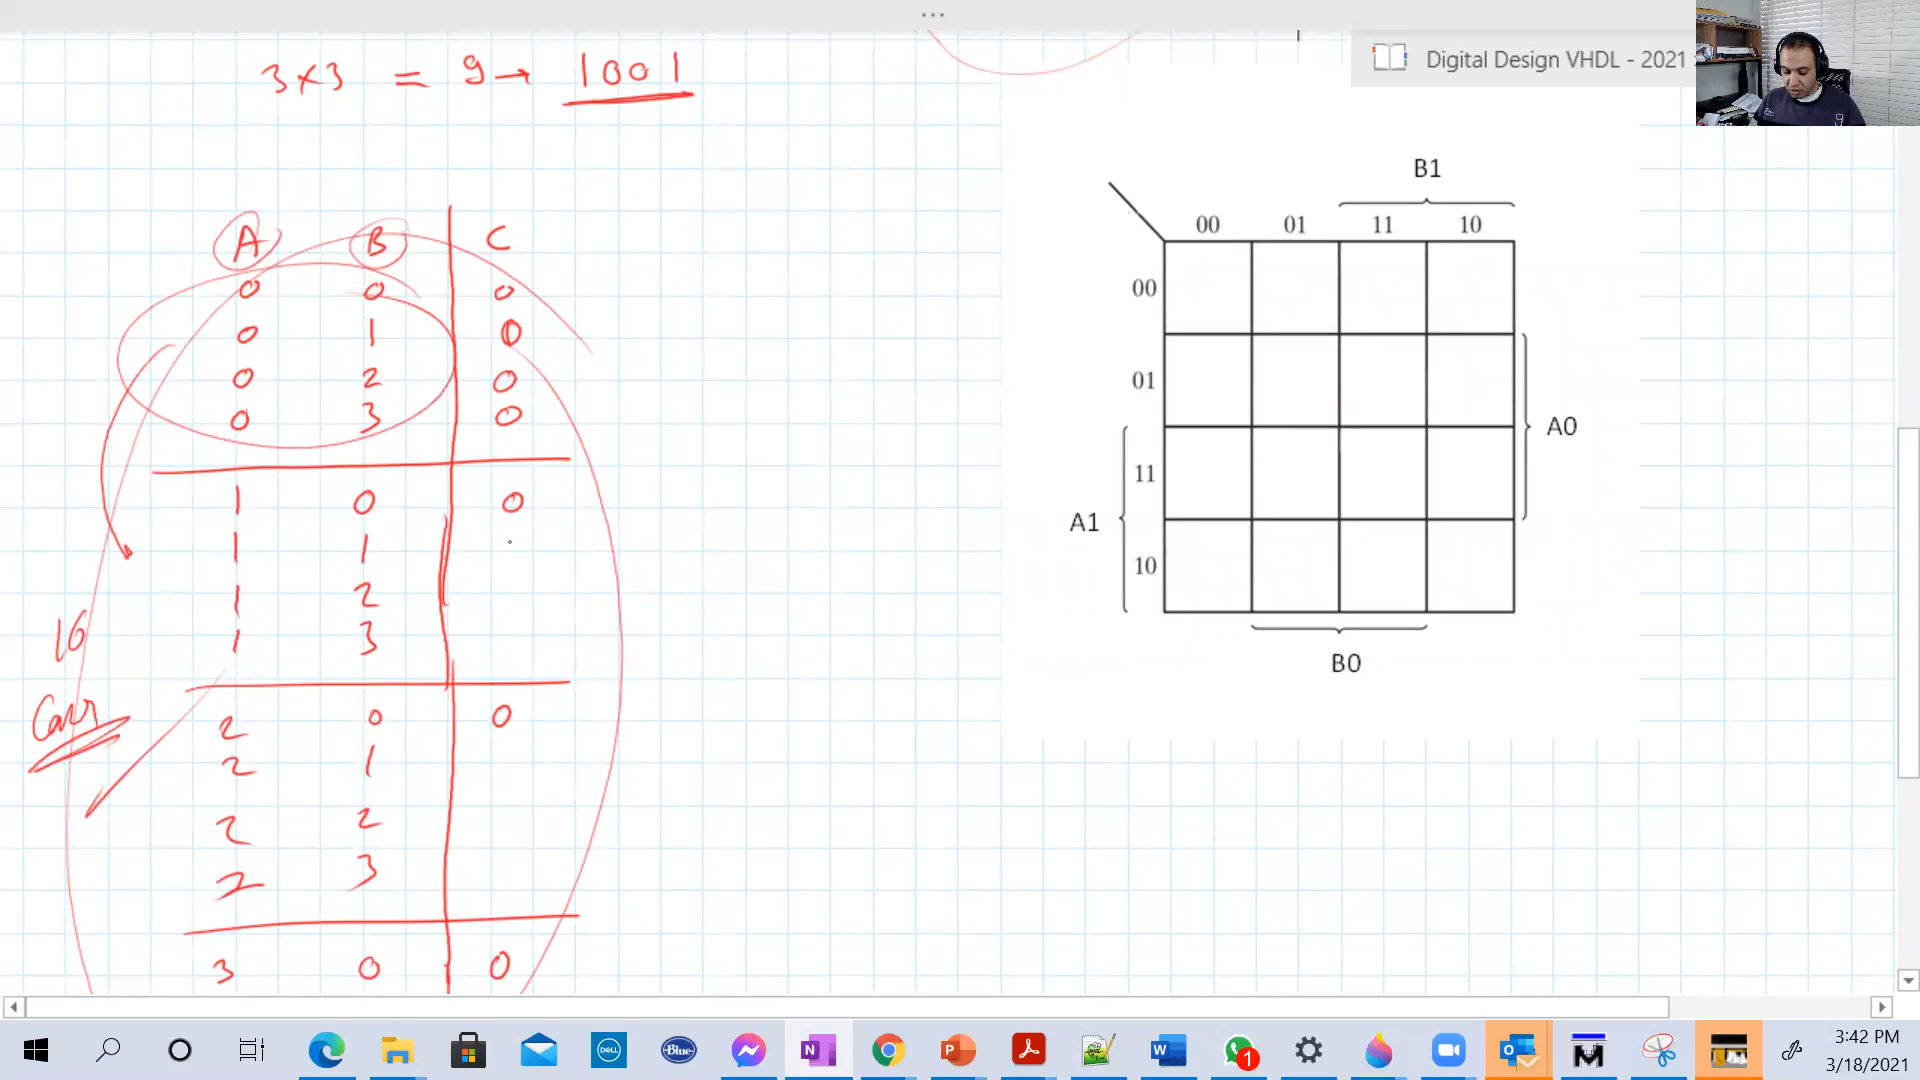 ...
3 x 3 = 9 → 1001
Digital Design VHDL - 2021
A B C
0 0 0
0 1 0
0 2 0
0 3 0
1 0 0
1 1
1 2
1 3
16
2 0 0
2 1
2 2
2 3
3 0 0
B1
00 01 11 10
00
01
11
10
A0
A1
B0
DELL
Blue
N
P
W
1
O
M
3:42 PM
3/18/2021